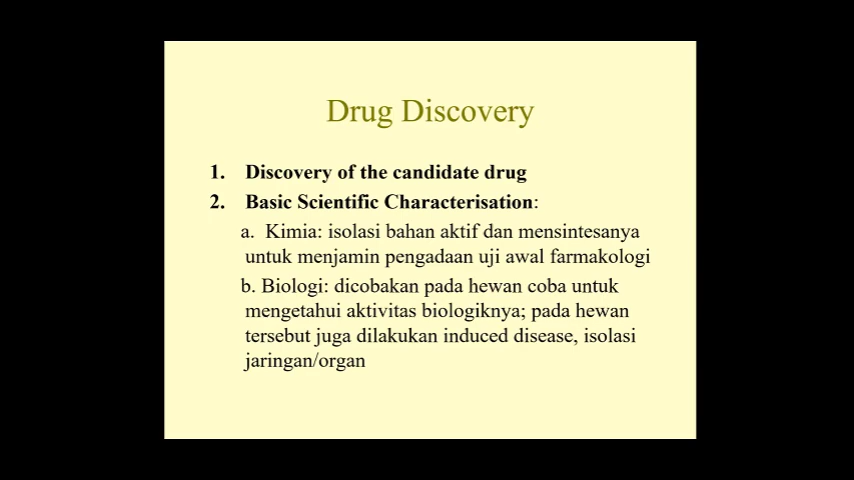 Drug Discovery
1. Discovery of the candidate drug
2. Basic Scientific Characterisation:
a. Kimia: isolasi bahan aktif dan mensintesanya
untuk menjamin pengadaan uji awal farmakologi
b. Biologi: dicobakan pada hewan coba untuk
mengetahui aktivitas biologiknya; pada hewan
tersebut juga dilakukan induced disease, isolasi
jaringan/organ